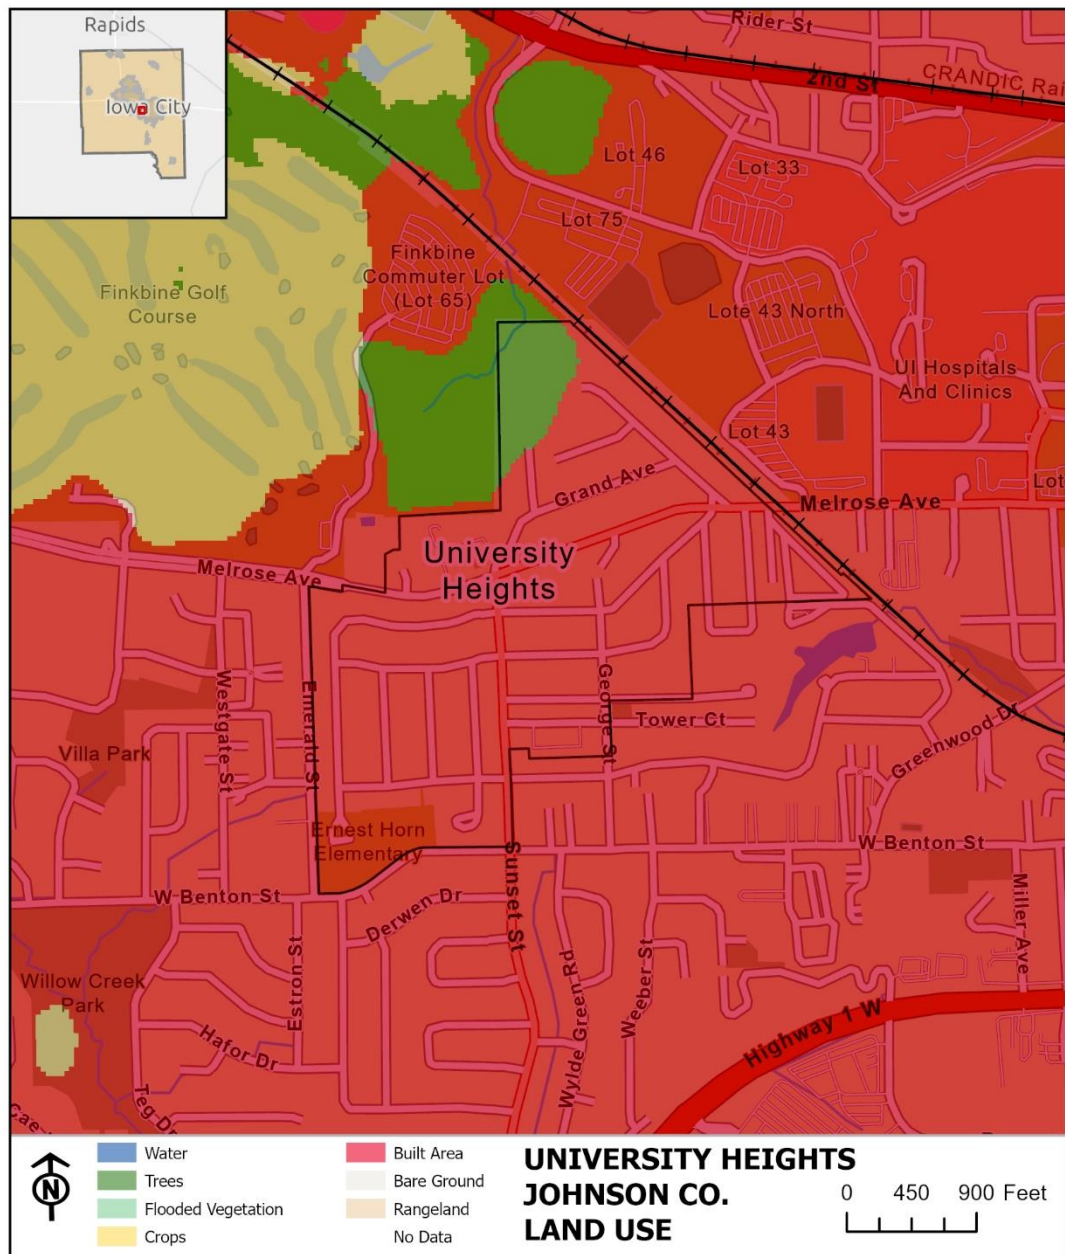 Rapids
Iowa City
Rider St
2nd St
CRANDIC Rai
Lot 46
Lot 33
Lot 75
Finkbine
Commuter Lot
(Lot 65)
Finkbine Golf
Course
Lote 43 North
UI Hospitals
And Clinics
Lot 43
Lot
Grand Ave
Melrose Ave
University
Heights
Melrose Ave
Westgate St
Emerald St
George St
Tower Ct
Greenwood Dr
Villa Park
Ernest Horn
Elementary
W Benton St
W Benton St
Sunset St
Derwen Dr
Miller Ave
Willow Creek
Park
Estron St
Hafor Dr
Teg Dr
Wylde Green Rd
Weeber St
Highway 1 W
N
Water
Trees
Flooded Vegetation
Crops
Built Area
Bare Ground
Rangeland
No Data
UNIVERSITY HEIGHTS
JOHNSON CO.
LAND USE
0 450 900 Feet